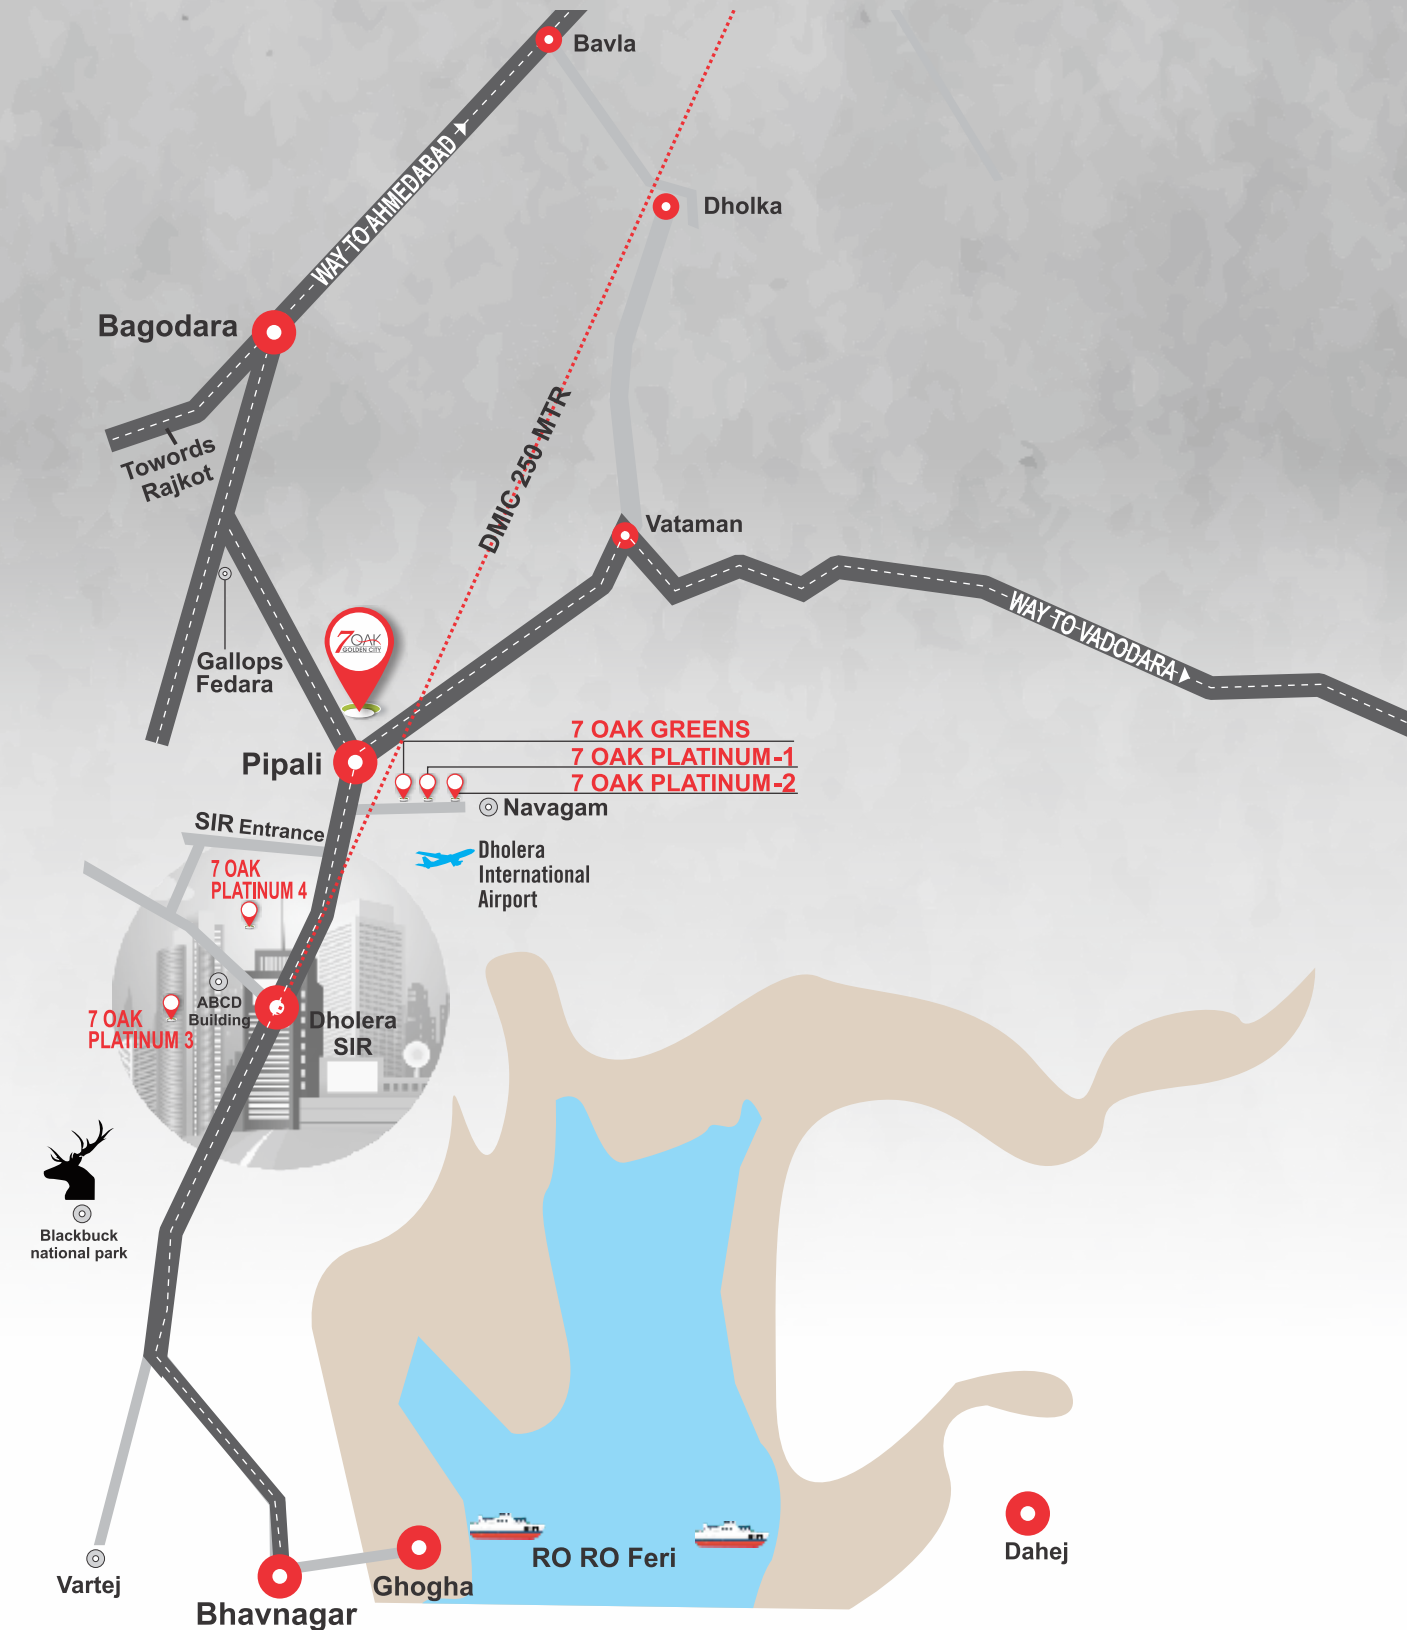 Bavla
WAY TO AHMEDABAD
Dholka
Bagodara
Towords
Rajkot
DMIC 250 MTR
Vataman
WAY TO VADODARA
7 OAK
GOLDEN CITY
Gallops
Fedara
7 OAK GREENS
7 OAK PLATINUM-1
7 OAK PLATINUM-2
Pipali
Navagam
SIR Entrance
Dholera
International
Airport
7 OAK
PLATINUM 4
ABCD
Building
7 OAK
PLATINUM 3
Dholera
SIR
Blackbuck
national park
RO RO Feri
Dahej
Vartej
Ghogha
Bhavnagar